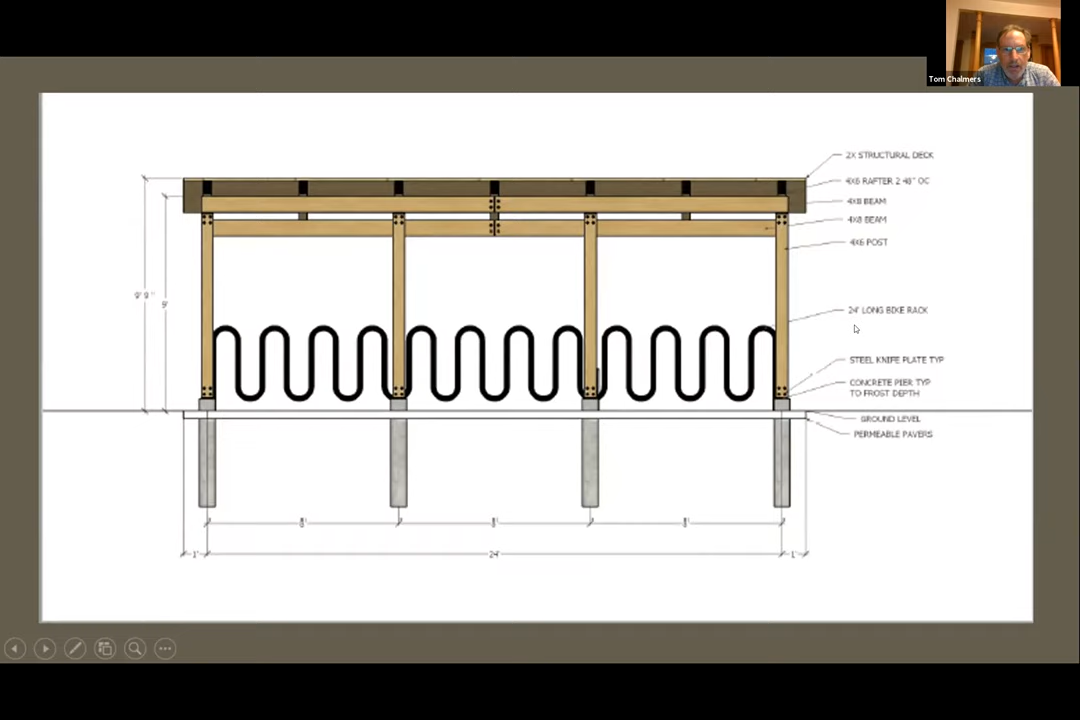 Tom Chalmers
2X STRUCTURAL DECK
4X6 RAFTER 2 48" OC
4X8 BEAM
4X8 BEAM
4X6 POST
9'
24' LONG BIKE RACK
STEEL KNIFE PLATE TYP
CONCRETE PIER TYP
TO FROST DEPTH
GROUND LEVEL
PERMEABLE PAVERS
8' 8' 8'
1' 24' 1'